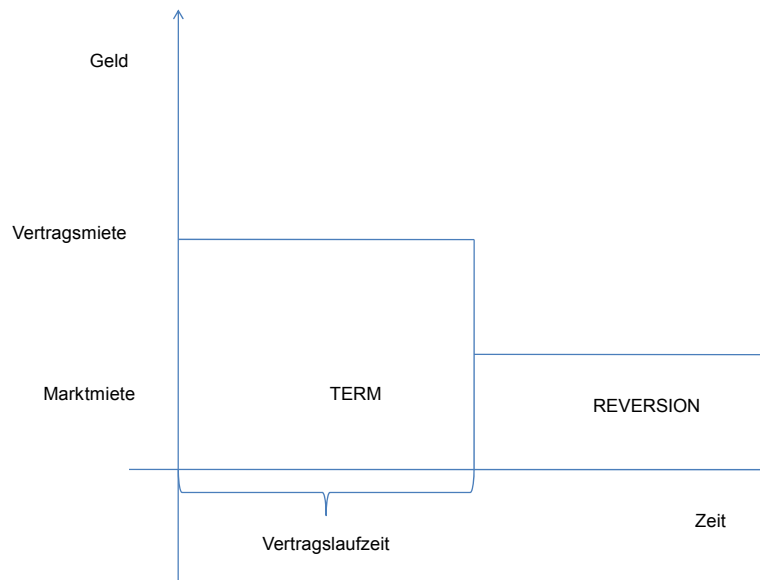 Geld
Vertragsmiete
Marktmiete
TERM
REVERSION
Zeit
Vertragslaufzeit